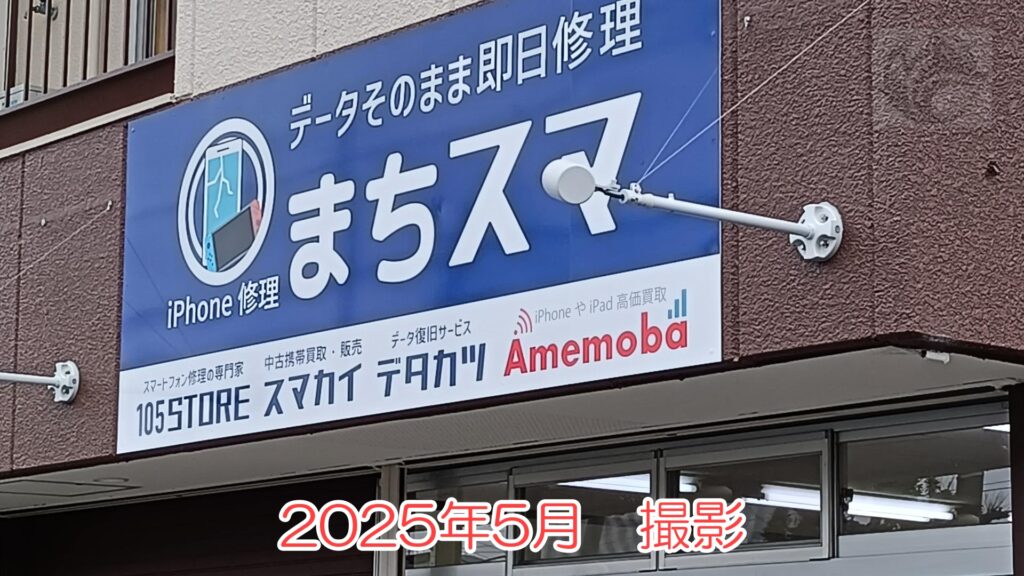 データそのまま即日修理
まちスマ
iPhone 修理
スマートフォン修理の専門家
105STORE
中古携帯買取・販売
スマカイ
データ復旧サービス
デタカツ
iPhone や iPad 高価買取
Amemoba
2025年5月 撮影